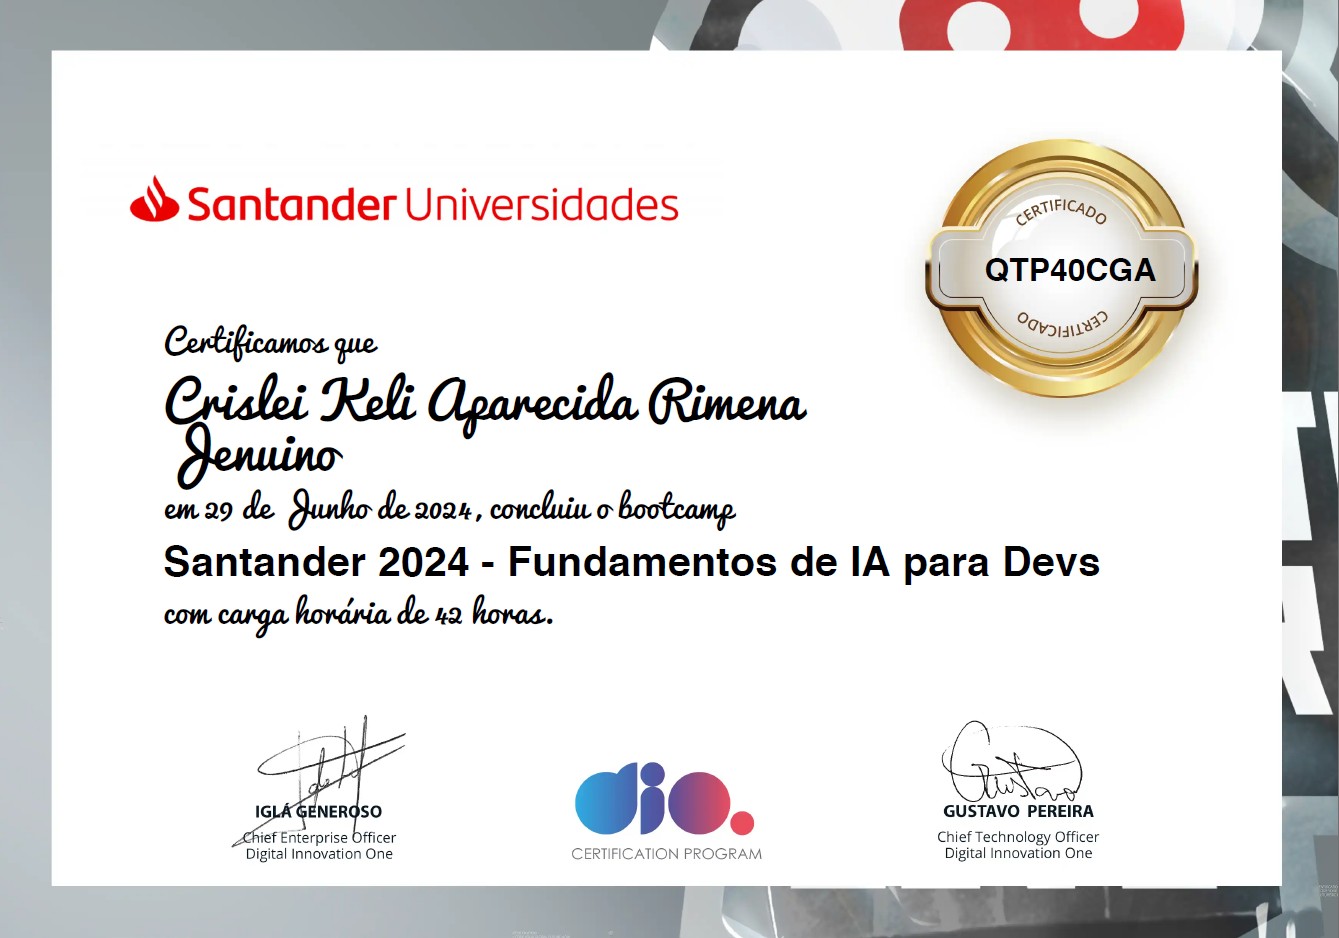 Santander Universidades
CERTIFICADO
QTP40CGA
CERTIFICADO
Certificamos que
Crislei Keli Aparecida Rimena
Jenuino
em 29 de Junho de 2024, concluiu o bootcamp
Santander 2024 - Fundamentos de IA para Devs
com carga horária de 42 horas.
IGLÁ GENEROSO
Chief Enterprise Officer
Digital Innovation One
dio.
CERTIFICATION PROGRAM
Gustavo
GUSTAVO PEREIRA
Chief Technology Officer
Digital Innovation One